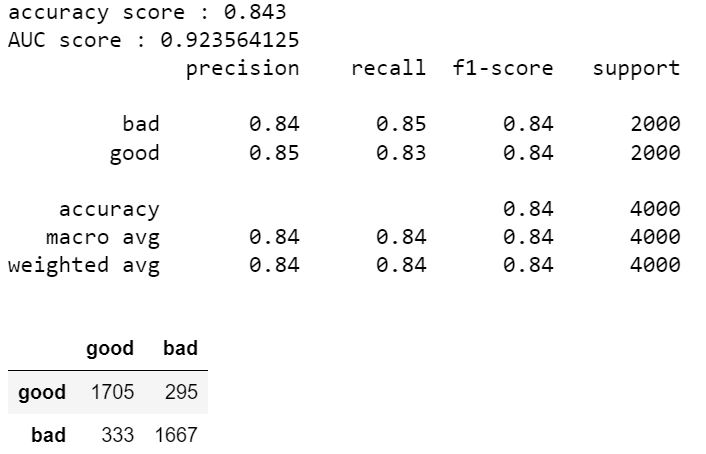 accuracy score : 0.843
AUC score : 0.923564125
precision recall f1-score support
bad 0.84 0.85 0.84 2000
good 0.85 0.83 0.84 2000
accuracy 0.84 4000
macro avg 0.84 0.84 0.84 4000
weighted avg 0.84 0.84 0.84 4000
good bad
good 1705 295
bad 333 1667